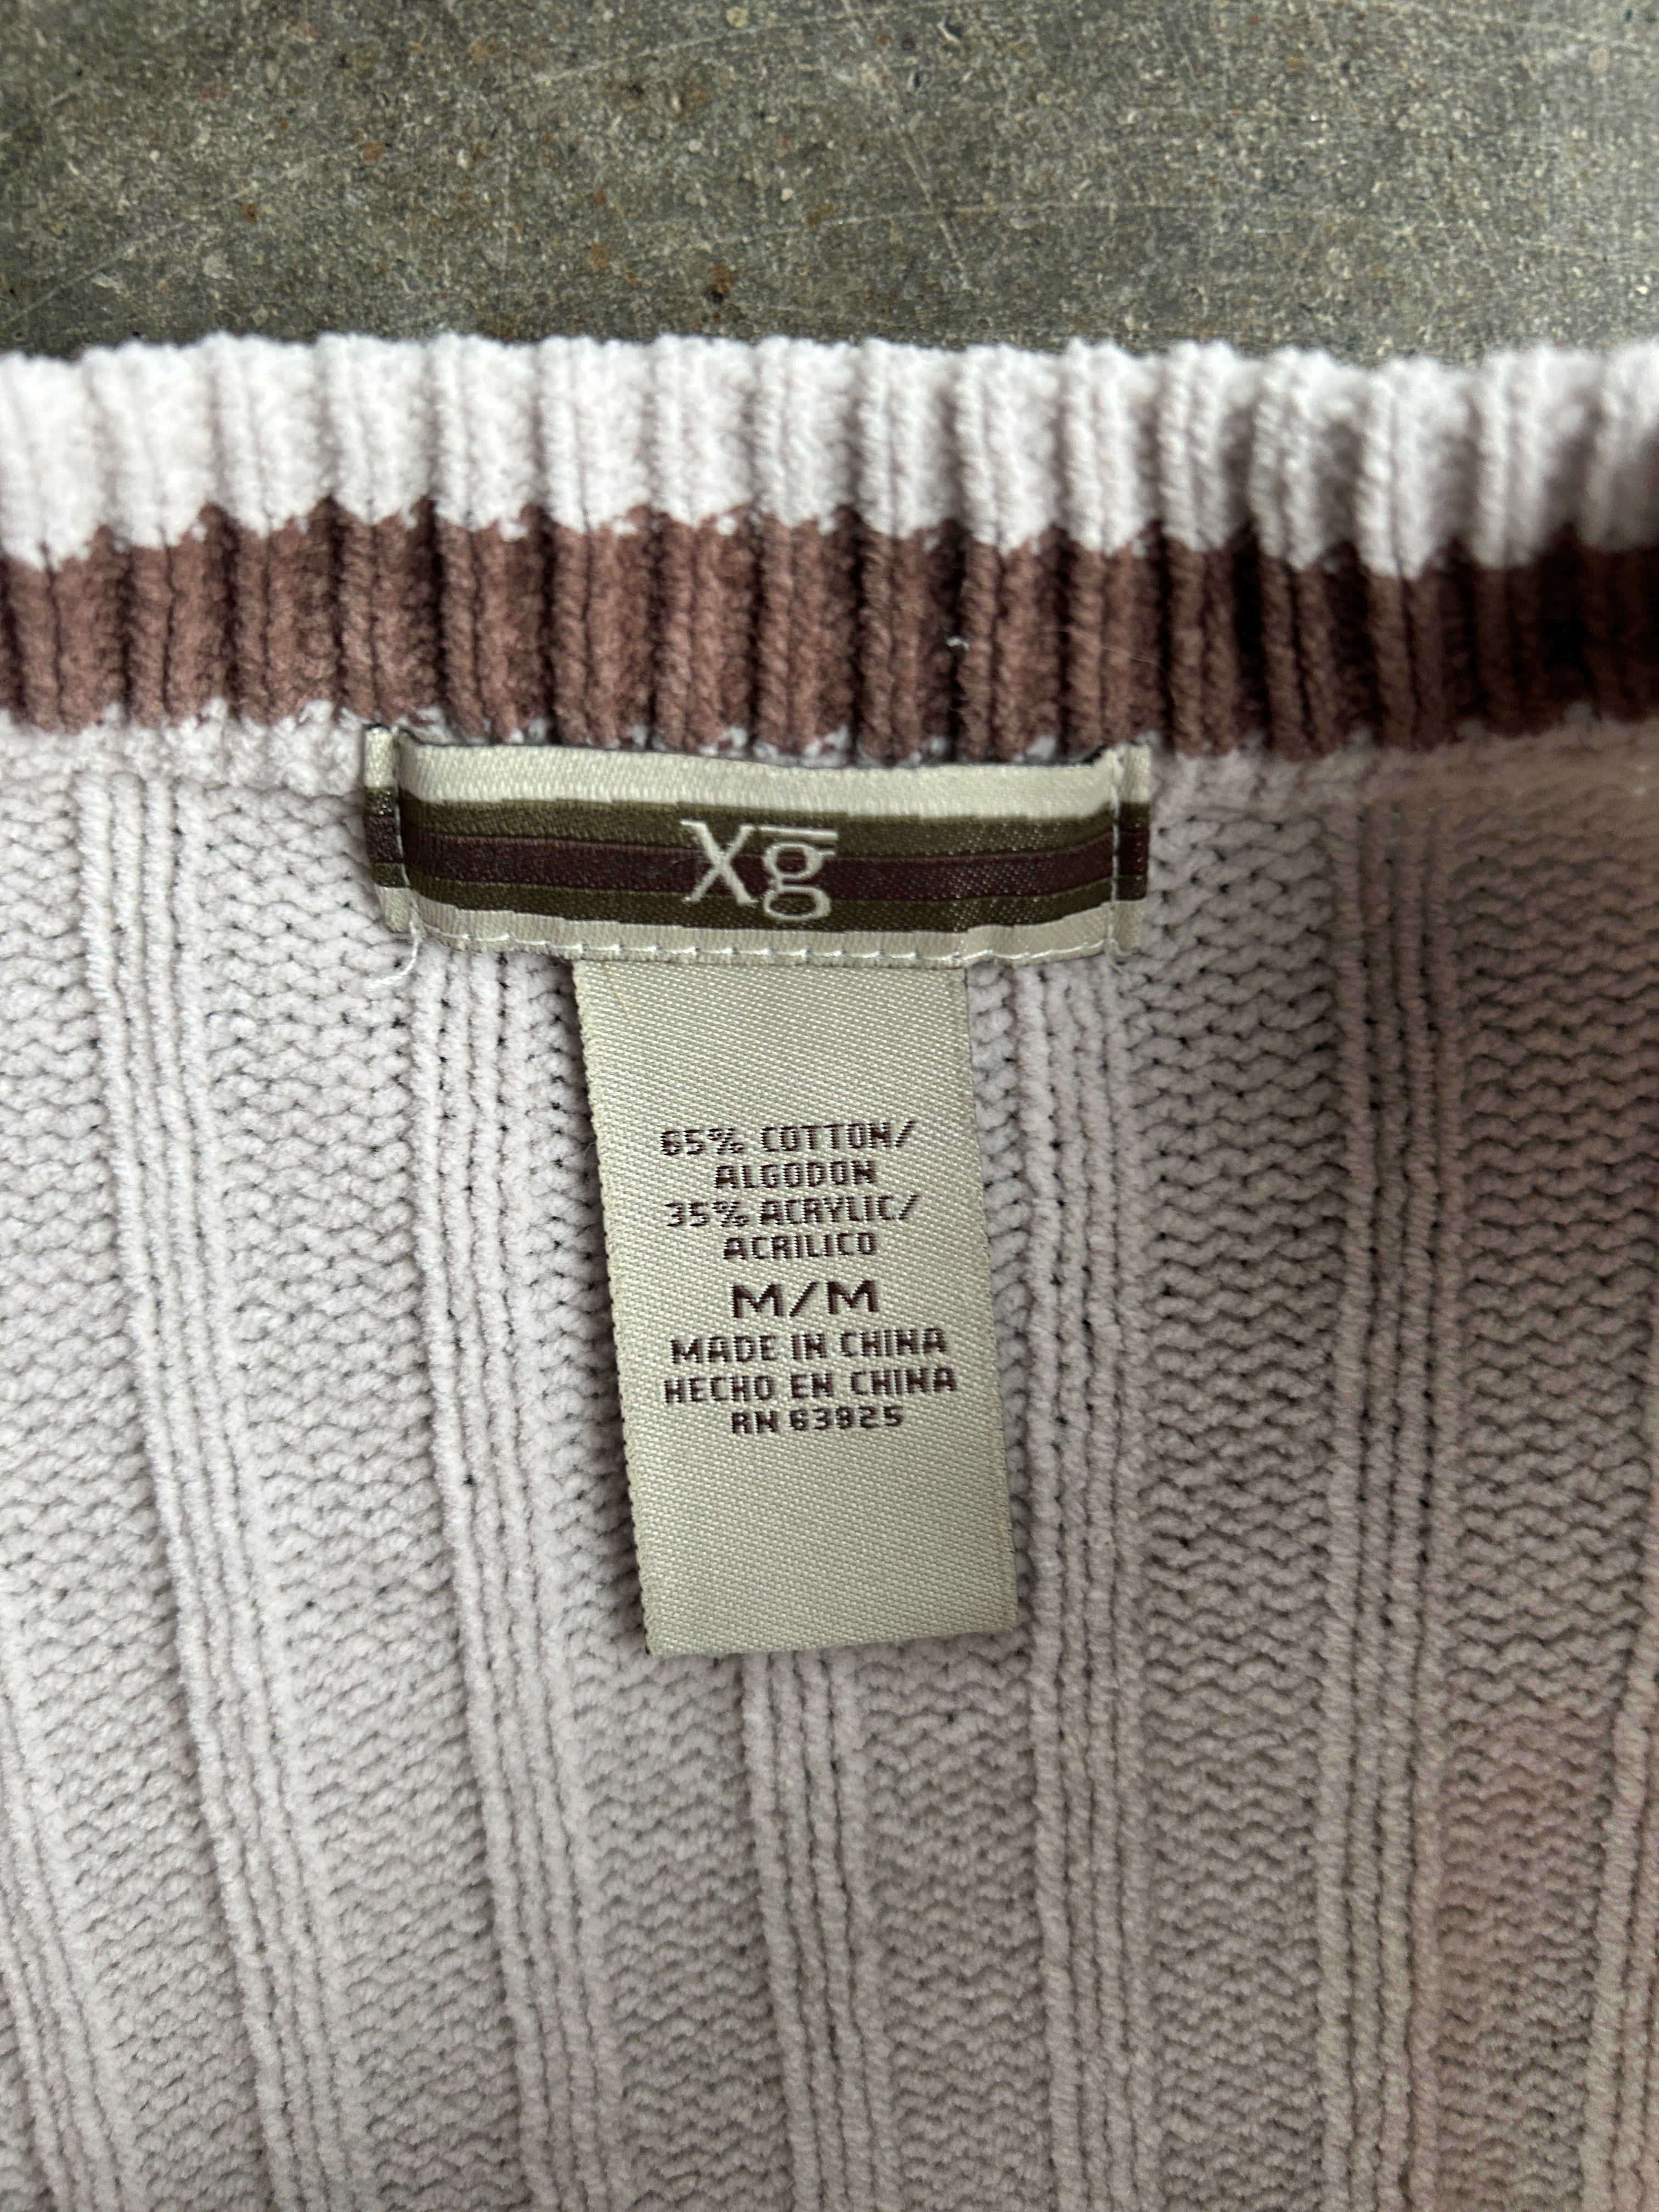 Xg
65% COTTON/
ALGODON
35% ACRYLIC/
ACRILICO
M/M
MADE IN CHINA
HECHO EN CHINA
RN 63925